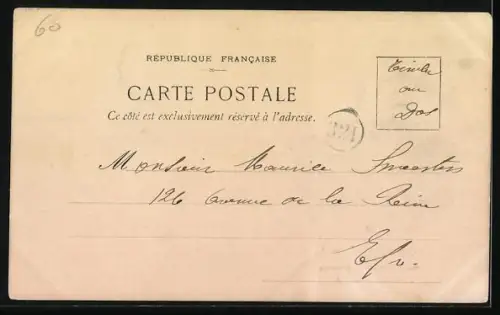 60
RÉPUBLIQUE FRANÇAISE
CARTE POSTALE
Ce côté est exclusivement réservé à l'adresse.
Timbre
au
Dos
Monsieur Maurice
126 Avenue de la Reine